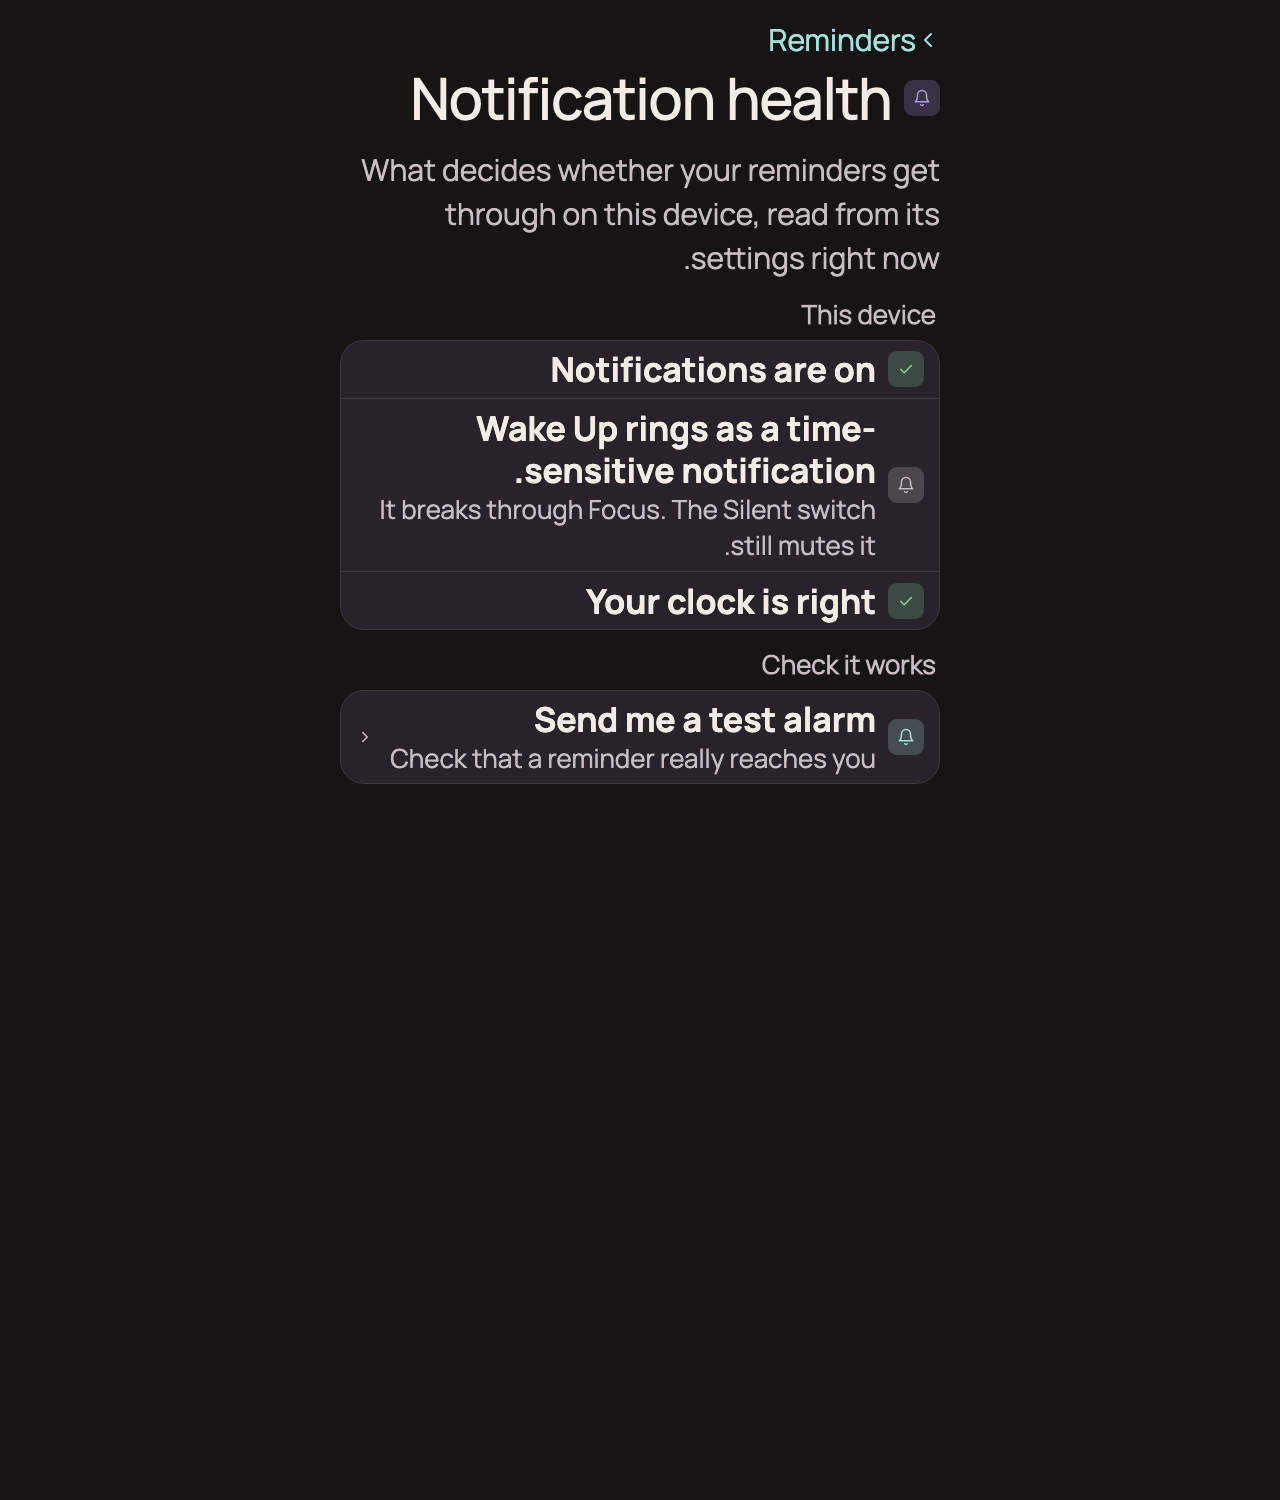 Reminders
Notification health
What decides whether your reminders get
through on this device, read from its
settings right now.
This device
Notifications are on
Wake Up rings as a time-
sensitive notification.
It breaks through Focus. The Silent switch
still mutes it.
Your clock is right
Check it works
Send me a test alarm
Check that a reminder really reaches you